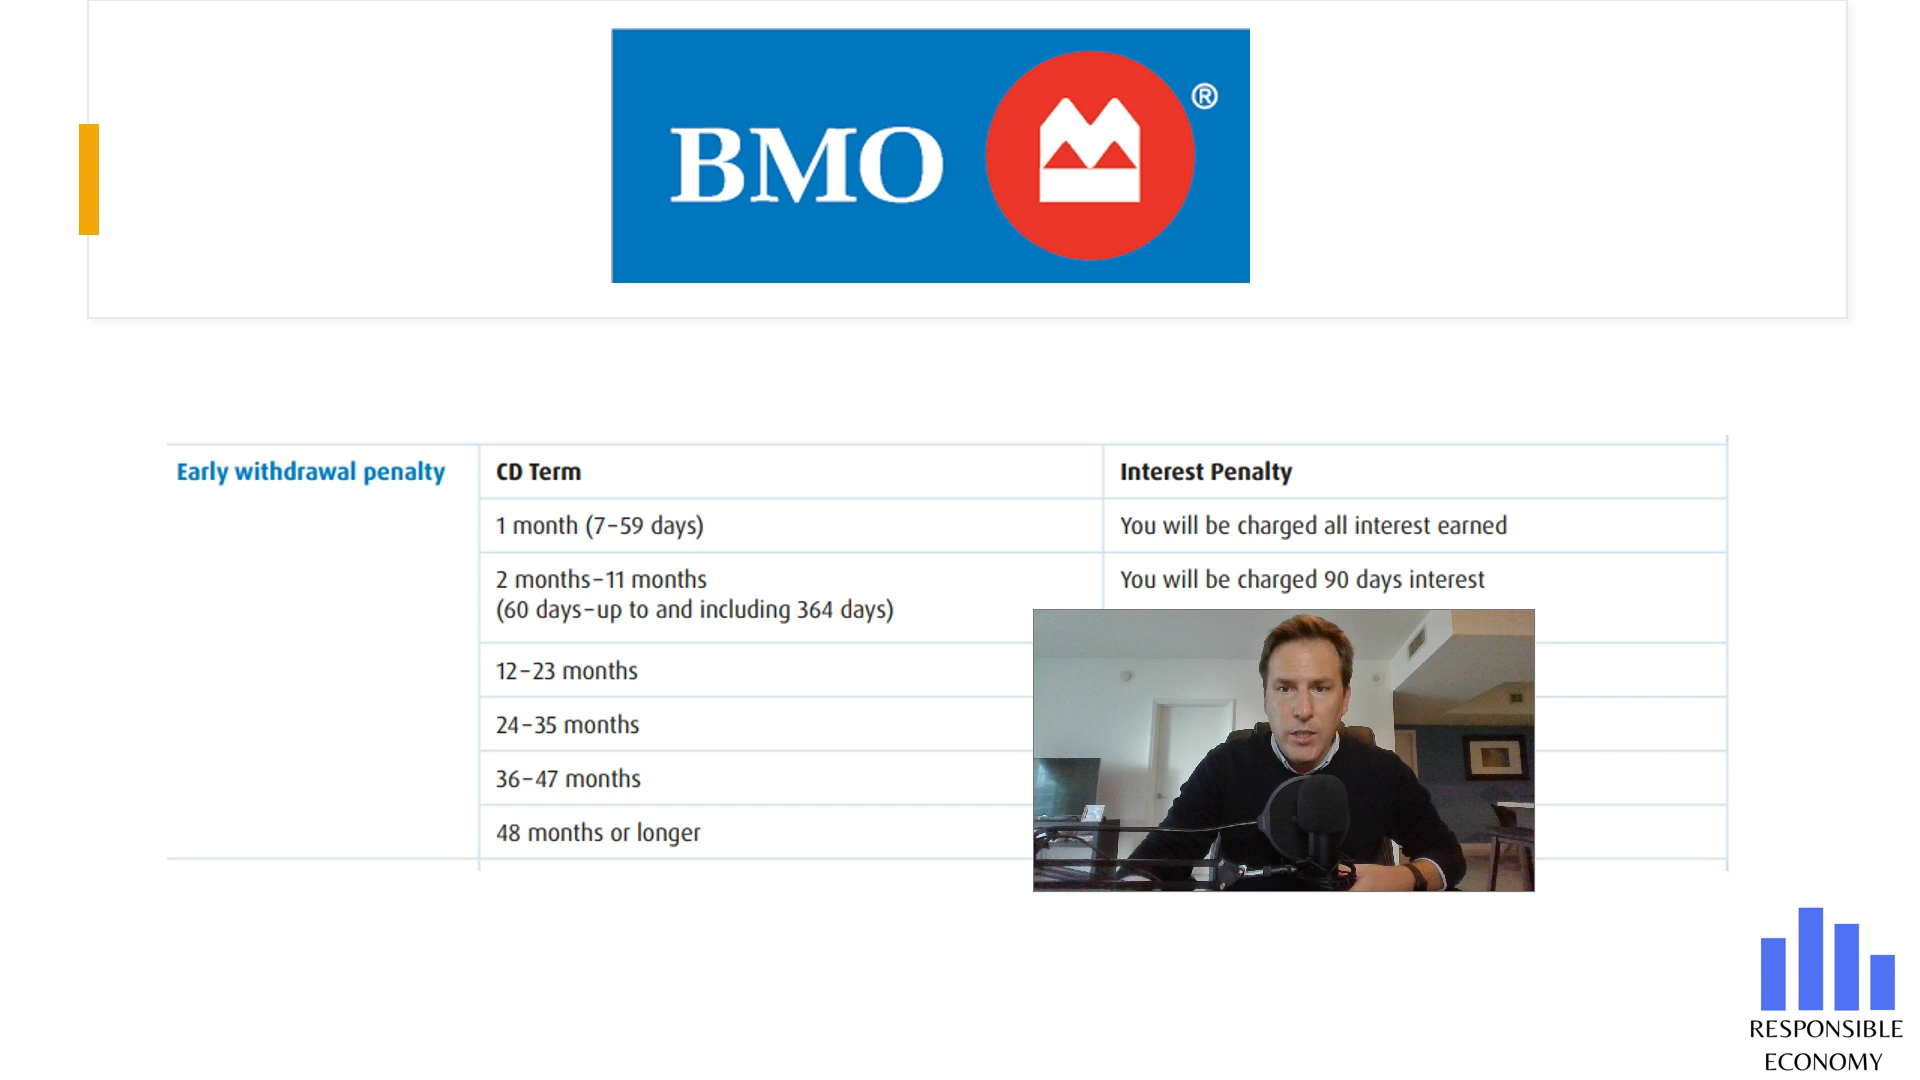 BMO ®
Early withdrawal penalty CD Term Interest Penalty
1 month (7–59 days) You will be charged all interest earned
2 months–11 months You will be charged 90 days interest
(60 days–up to and including 364 days)
12–23 months
24–35 months
36–47 months
48 months or longer
RESPONSIBLE
ECONOMY